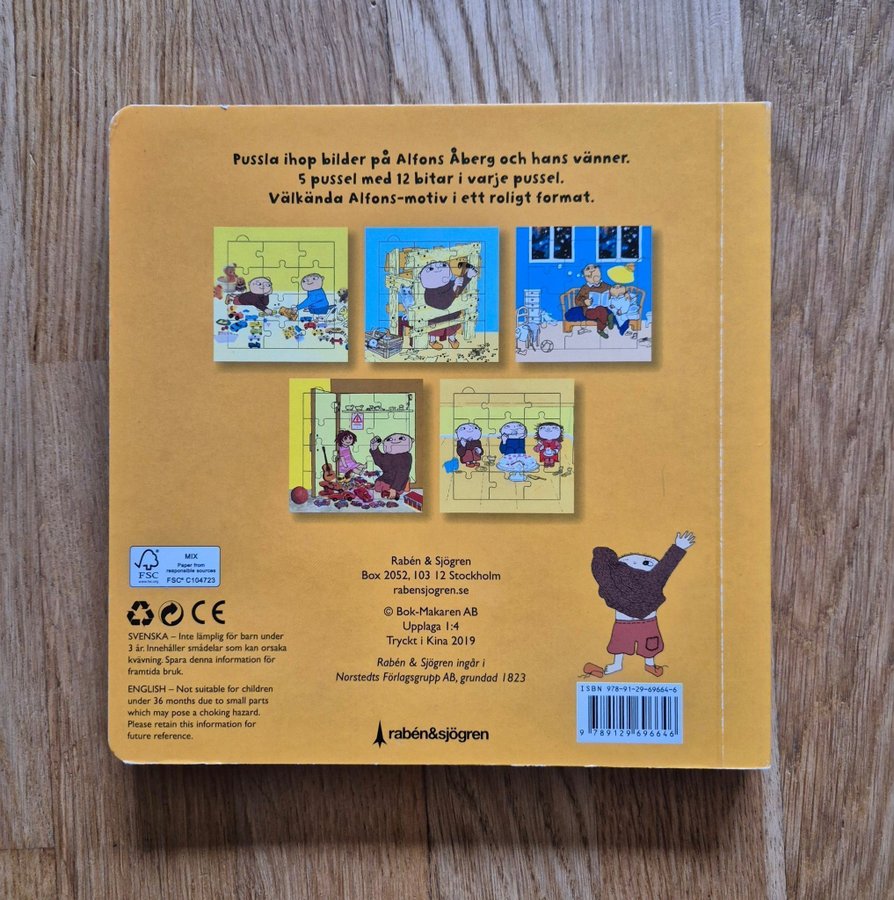 Pussla ihop bilder på Alfons Åberg och hans vänner.
5 pussel med 12 bitar i varje pussel.
Välkända Alfons-motiv i ett roligt format.
FSC
www.fsc.org
MIX
Paper from
responsible sources
FSC® C104723
CE
SVENSKA – Inte lämplig för barn under
3 år. Innehåller smådelar som kan orsaka
kvävning. Spara denna information för
framtida bruk.
ENGLISH – Not suitable for children
under 36 months due to small parts
which may pose a choking hazard.
Please retain this information for
future reference.
Rabén & Sjögren
Box 2052, 103 12 Stockholm
rabensjogren.se
© Bok-Makaren AB
Upplaga 1:4
Tryckt i Kina 2019
Rabén & Sjögren ingår i
Norstedts Förlagsgrupp AB, grundad 1823
rabén&sjögren
ISBN 978-91-29-69664-6
9 789129 696646